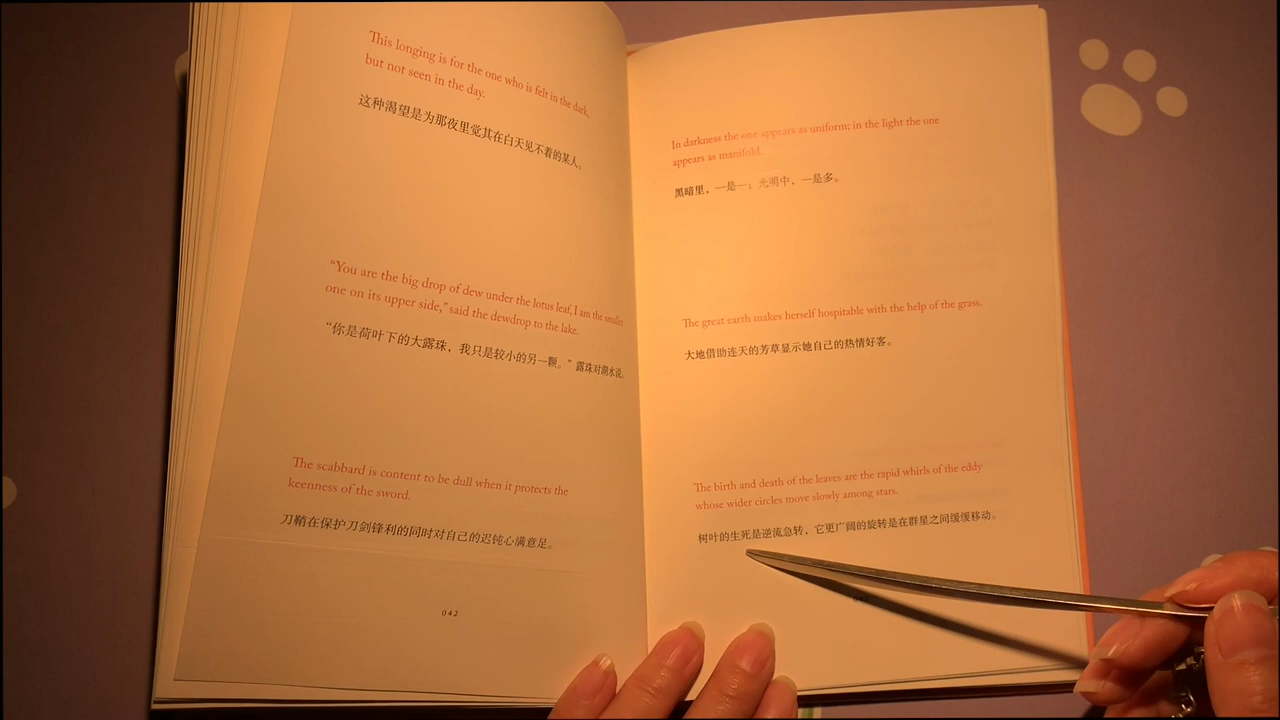 This longing is for the one who is felt in the dark,
but not seen in the day.
这种渴望是为那夜里觉其在白天见不着的某人。
“You are the big drop of dew under the lotus leaf, I am the smaller
one on its upper side,” said the dewdrop to the lake.
“你是荷叶下的大露珠，我只是较小的另一颗。” 露珠对湖水说。
The scabbard is content to be dull when it protects the
keenness of the sword.
刀鞘在保护刀剑锋利的同时对自己的迟钝心满意足。
042
In darkness the one appears as uniform; in the light the one
appears as manifold.
黑暗里，一是一；光明中，一是多。
The great earth makes herself hospitable with the help of the grass.
大地借助连天的芳草显示她自己的热情好客。
The birth and death of the leaves are the rapid whirls of the eddy
whose wider circles move slowly among stars.
树叶的生死是逆流急转，它更广阔的旋转是在群星之间缓缓移动。